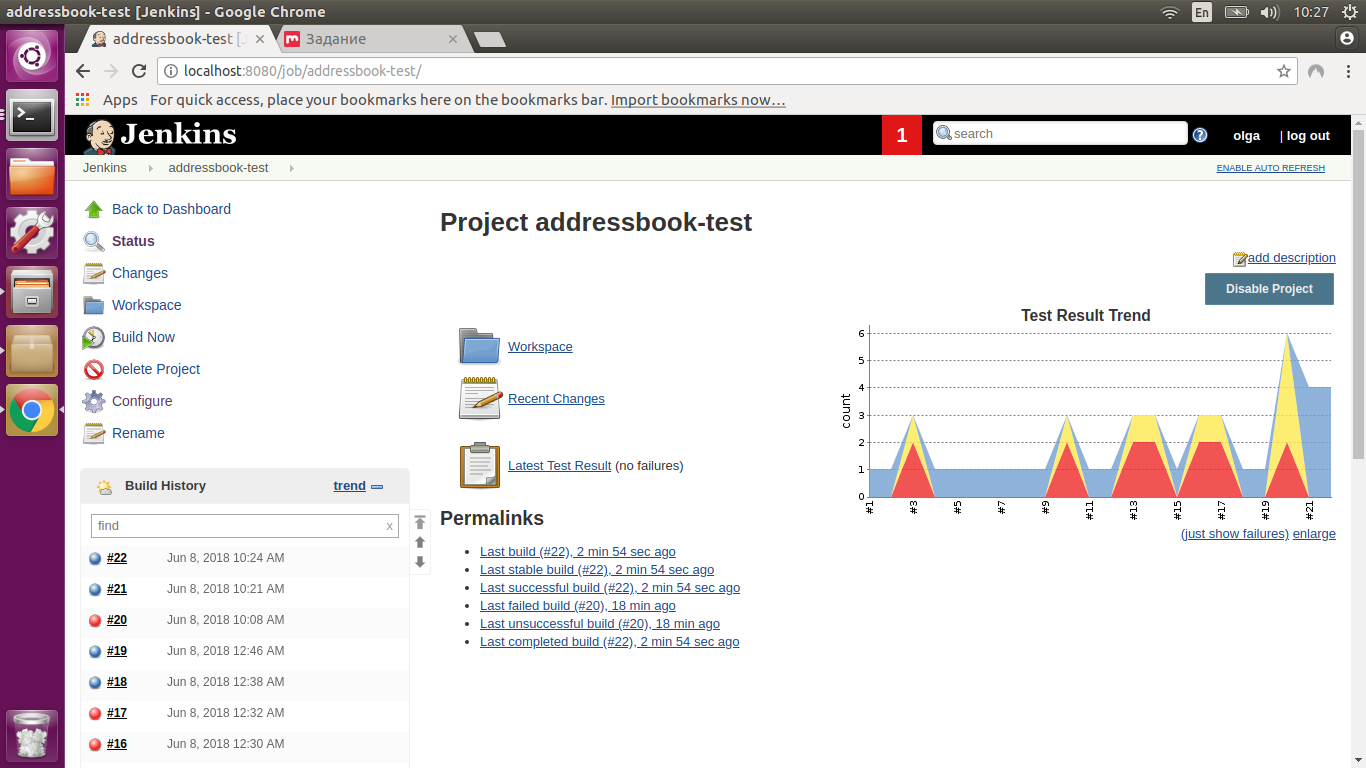 addressbook-test [Jenkins] - Google Chrome
En
10:27
addressbook-test [J
Задание
localhost:8080/job/addressbook-test/
Apps For quick access, place your bookmarks here on the bookmarks bar. Import bookmarks now…
Jenkins
1
search
olga
| log out
Jenkins
addressbook-test
ENABLE AUTO REFRESH
Back to Dashboard
Status
Changes
Workspace
Build Now
Delete Project
Configure
Rename
Build History
trend
find
x
#22 Jun 8, 2018 10:24 AM
#21 Jun 8, 2018 10:21 AM
#20 Jun 8, 2018 10:08 AM
#19 Jun 8, 2018 12:46 AM
#18 Jun 8, 2018 12:38 AM
#17 Jun 8, 2018 12:32 AM
#16 Jun 8, 2018 12:30 AM
Project addressbook-test
add description
Disable Project
Workspace
Recent Changes
Latest Test Result (no failures)
Test Result Trend
count
6
5
4
3
2
1
0
#1
#3
#5
#7
#9
#11
#13
#15
#17
#19
#21
(just show failures) enlarge
Permalinks
Last build (#22), 2 min 54 sec ago
Last stable build (#22), 2 min 54 sec ago
Last successful build (#22), 2 min 54 sec ago
Last failed build (#20), 18 min ago
Last unsuccessful build (#20), 18 min ago
Last completed build (#22), 2 min 54 sec ago